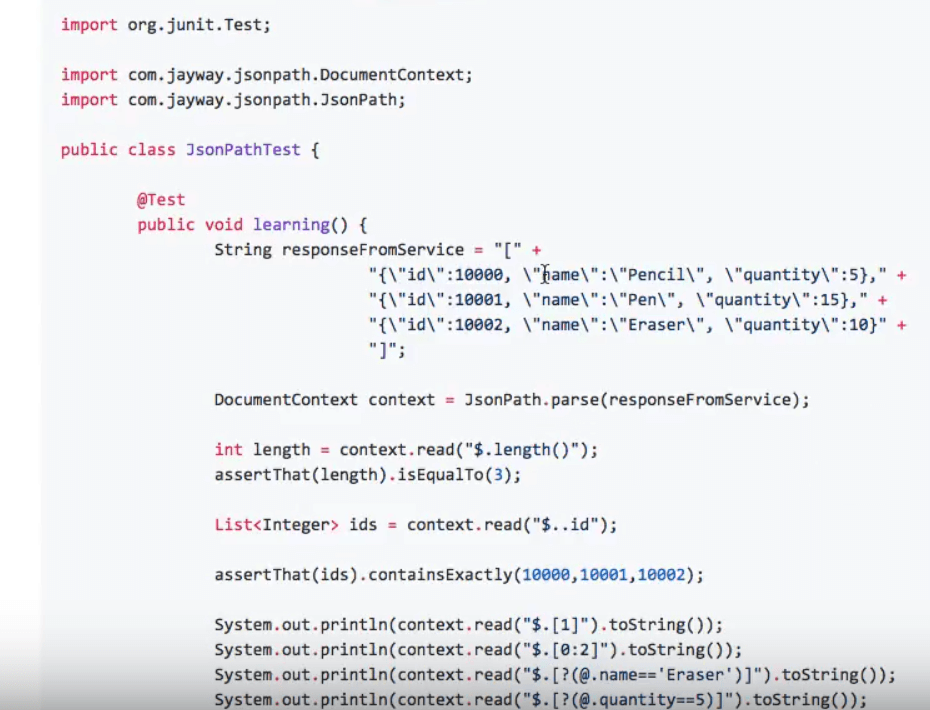 import org.junit.Test;
import com.jayway.jsonpath.DocumentContext;
import com.jayway.jsonpath.JsonPath;
public class JsonPathTest {
@Test
public void learning() {
String responseFromService = "[" +
"{\"id\":10000, \"name\":\"Pencil\", \"quantity\":5}," +
"{\"id\":10001, \"name\":\"Pen\", \"quantity\":15}," +
"{\"id\":10002, \"name\":\"Eraser\", \"quantity\":10}" +
"]";
DocumentContext context = JsonPath.parse(responseFromService);
int length = context.read("$.length()");
assertThat(length).isEqualTo(3);
List<Integer> ids = context.read("$..id");
assertThat(ids).containsExactly(10000,10001,10002);
System.out.println(context.read("$.[1]").toString());
System.out.println(context.read("$.[0:2]").toString());
System.out.println(context.read("$.[?(@.name=='Eraser')]").toString());
System.out.println(context.read("$.[?(@.quantity==5)]").toString());